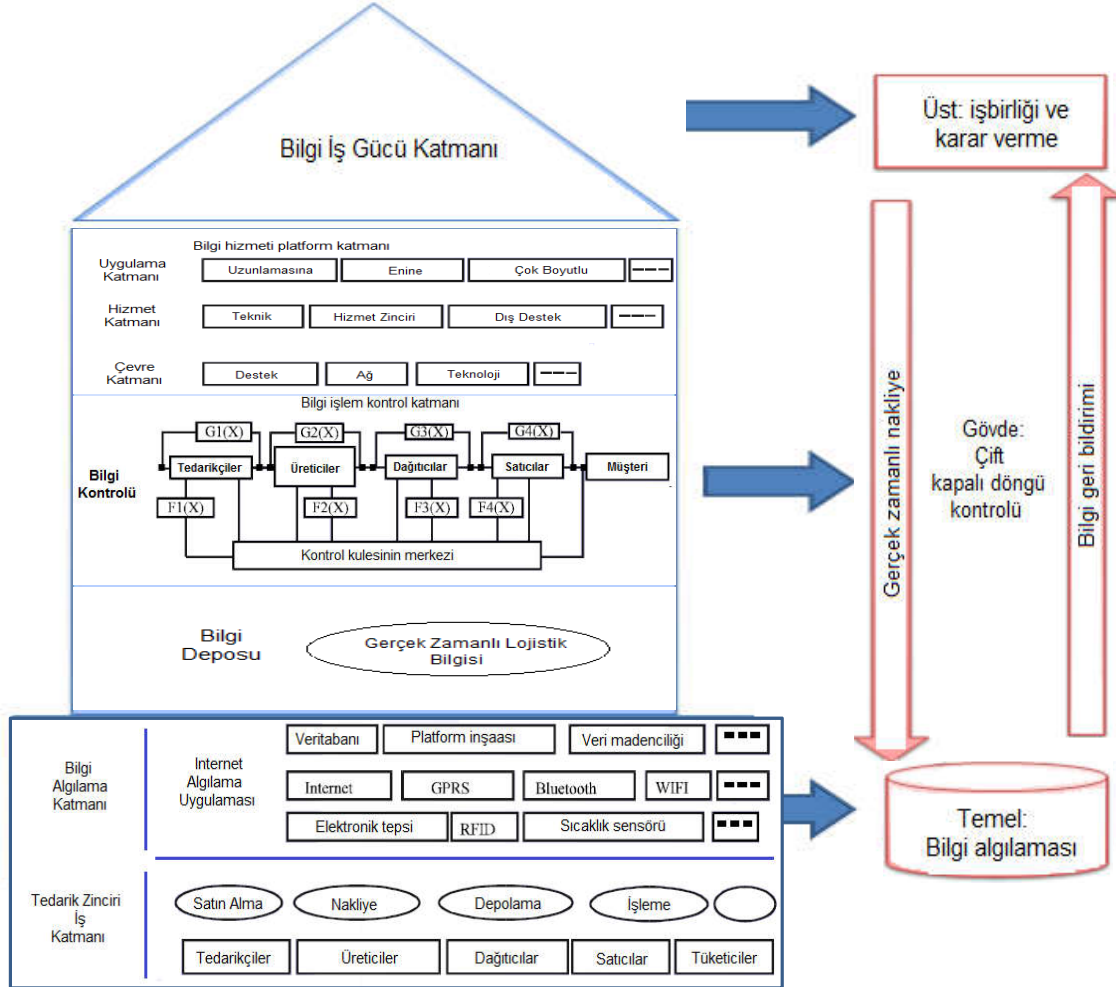 Bilgi İş Gücü Katmanı
Üst: işbirliği ve
karar verme
Bilgi hizmeti platform katmanı
Uygulama
Katmanı
Uzunlamasına
Enine
Çok Boyutlu
Hizmet
Katmanı
Teknik
Hizmet Zinciri
Dış Destek
Çevre
Katmanı
Destek
Ağ
Teknoloji
Bilgi işlem kontrol katmanı
G1(X)
G2(X)
G3(X)
G4(X)
Bilgi
Kontrolü
Tedarikçiler
Üreticiler
Dağıtıcılar
Satıcılar
Müşteri
F1(X)
F2(X)
F3(X)
F4(X)
Kontrol kulesinin merkezi
Gerçek zamanlı nakliye
Gövde:
Çift
kapalı döngü
kontrolü
Bilgi geri bildirimi
Bilgi
Deposu
Gerçek Zamanlı Lojistik
Bilgisi
Bilgi
Algılama
Katmanı
Internet
Algılama
Uygulaması
Veritabanı
Platform inşaası
Veri madenciliği
Internet
GPRS
Bluetooth
WIFI
Elektronik tepsi
RFID
Sıcaklık sensörü
Temel:
Bilgi algılaması
Tedarik Zinciri
İş
Katmanı
Satın Alma
Nakliye
Depolama
İşleme
Tedarikçiler
Üreticiler
Dağıtıcılar
Satıcılar
Tüketiciler